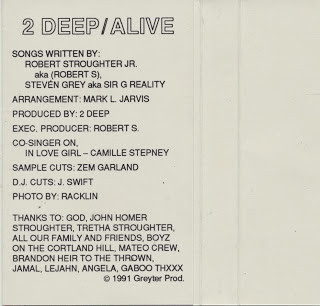 2 DEEP/ALIVE
SONGS WRITTEN BY:
ROBERT STROUGHTER JR.
aka (ROBERT S),
STEVEN GREY aka SIR G REALITY
ARRANGEMENT: MARK L. JARVIS
PRODUCED BY: 2 DEEP
EXEC. PRODUCER: ROBERT S.
CO-SINGER ON,
IN LOVE GIRL – CAMILLE STEPNEY
SAMPLE CUTS: ZEM GARLAND
D.J. CUTS: J. SWIFT
PHOTO BY: RACKLIN
THANKS TO: GOD, JOHN HOMER
STROUGHTER, TRETHA STROUGHTER,
ALL OUR FAMILY AND FRIENDS, BOYZ
ON THE CORTLAND HILL, MATEO CREW,
BRANDON HEIR TO THE THROWN,
JAMAL, LEJAHN, ANGELA, GABOO THXXX
© 1991 Greyter Prod.